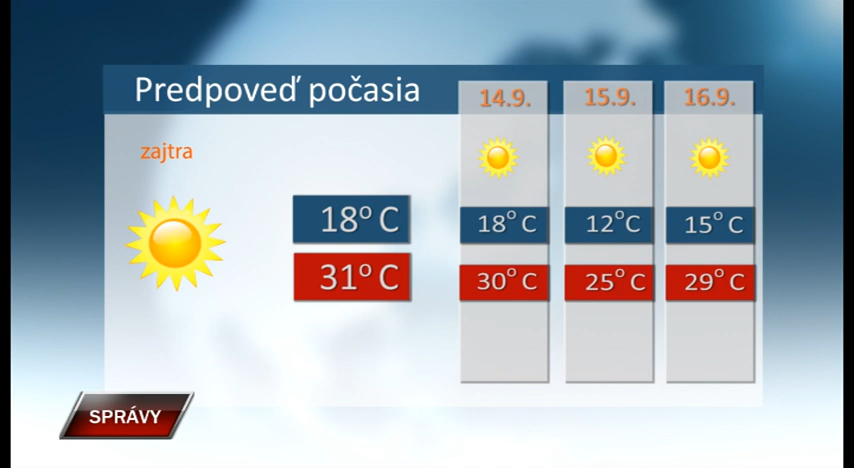 Predpoveď počasia
zajtra
18° C
31° C
14.9. 15.9. 16.9.
18° C 12°C 15° C
30° C 25° C 29° C
SPRÁVY